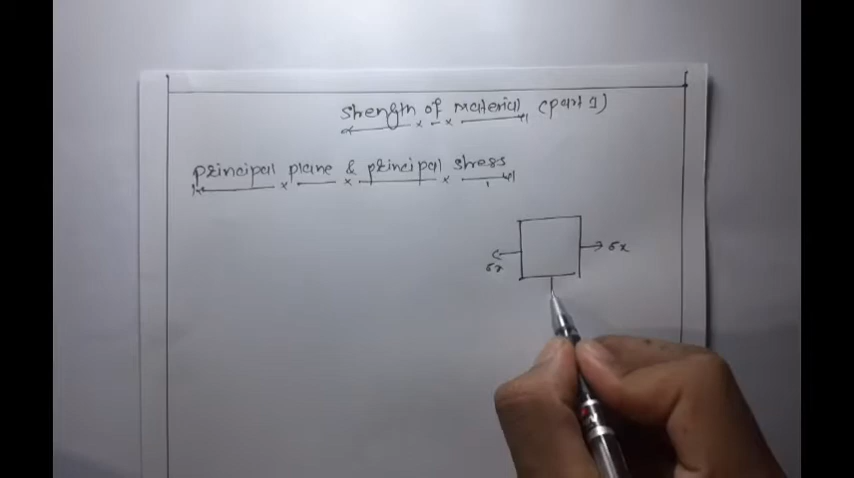 Strength of material (part 1)
principal plane & principal stress
σx
σx